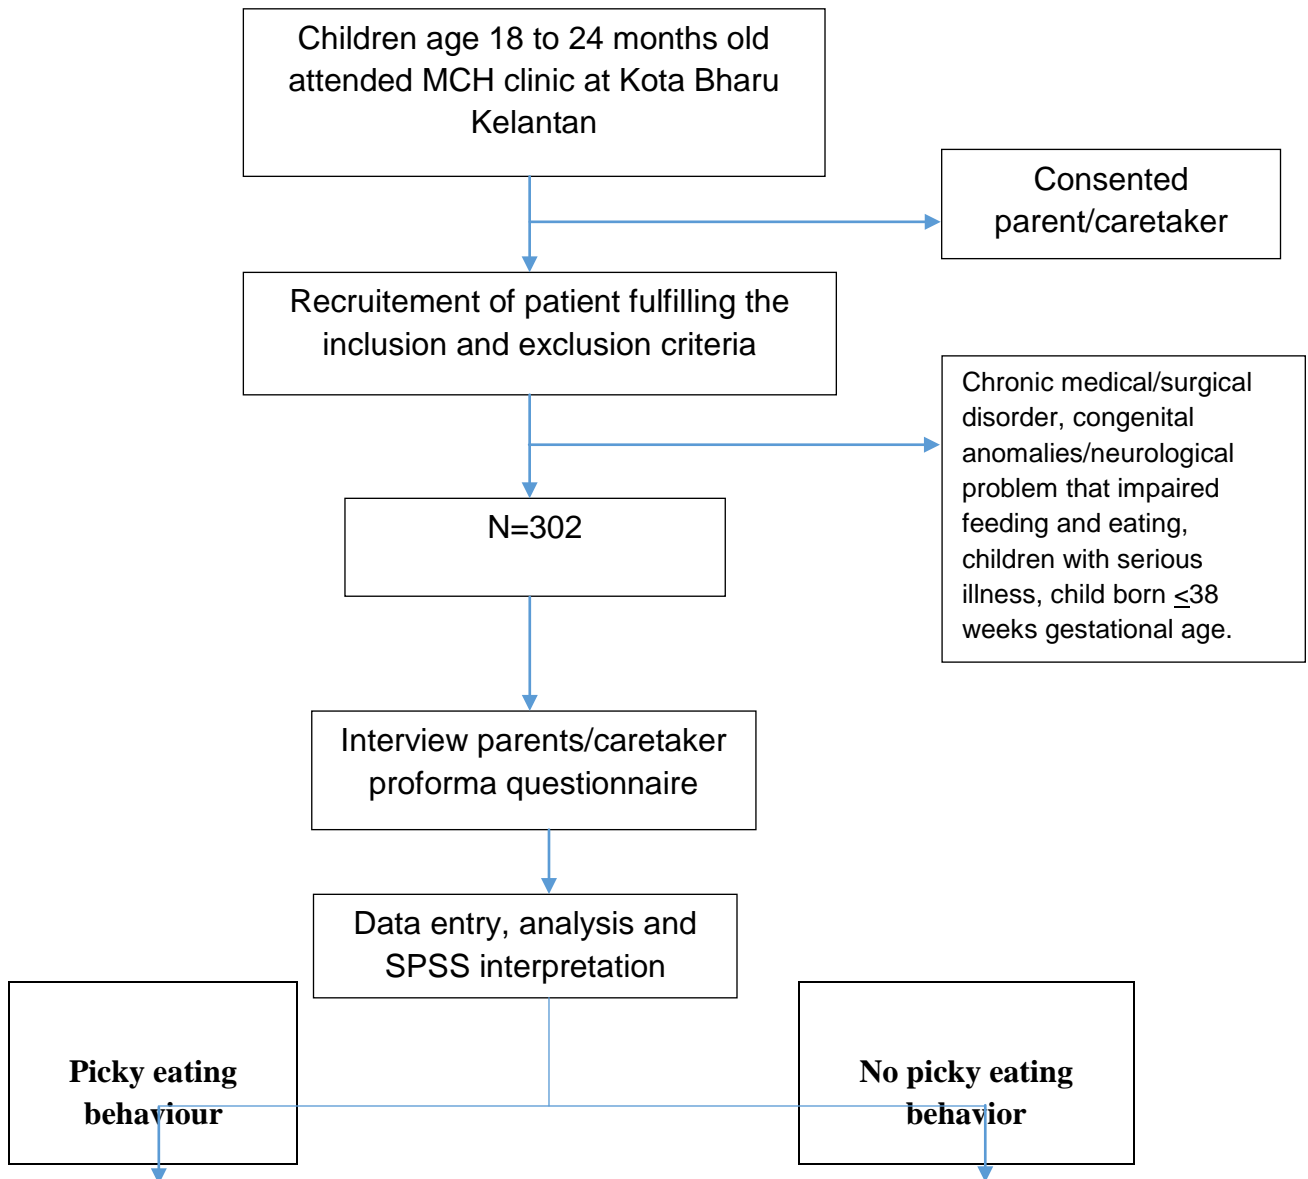 Children age 18 to 24 months old
attended MCH clinic at Kota Bharu
Kelantan
Consented
parent/caretaker
Recruitement of patient fulfilling the
inclusion and exclusion criteria
Chronic medical/surgical
disorder, congenital
anomalies/neurological
problem that impaired
feeding and eating,
children with serious
illness, child born <38
weeks gestational age.
N=302
Interview parents/caretaker
proforma questionnaire
Data entry, analysis and
SPSS interpretation
Picky eating
behaviour
No picky eating
behavior